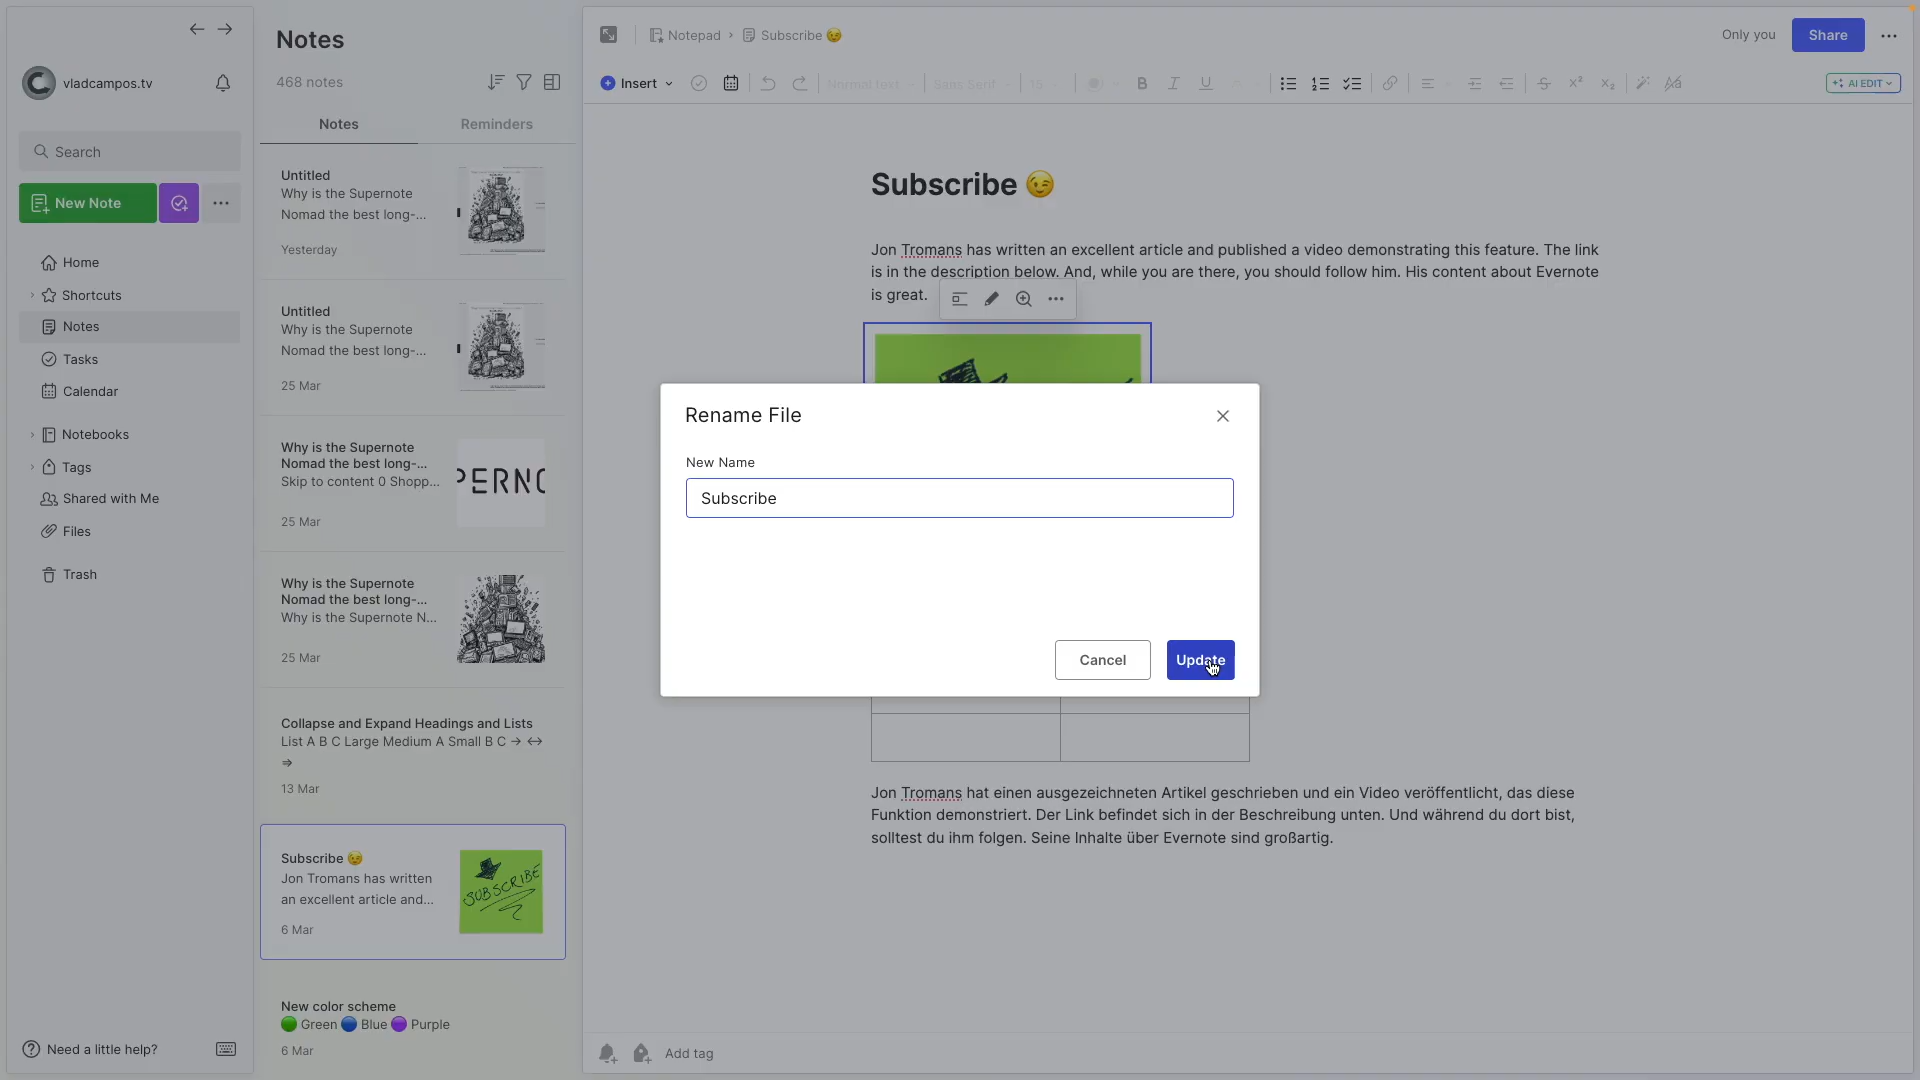 vladcampos.tv
Search
New Note
Home
Shortcuts
Notes
Tasks
Calendar
Notebooks
Tags
Shared with Me
Files
Trash
Need a little help?
Notes
468 notes
Notes
Reminders
Untitled
Why is the Supernote
Nomad the best long-...
Yesterday
Untitled
Why is the Supernote
Nomad the best long-...
25 Mar
Why is the Supernote
Nomad the best long-...
Skip to content 0 Shopp...
25 Mar
PERNO
Why is the Supernote
Nomad the best long-...
Why is the Supernote N...
25 Mar
Collapse and Expand Headings and Lists
List A B C Large Medium A Small B C → ↔
⇒
13 Mar
Subscribe 😉
Jon Tromans has written
an excellent article and...
6 Mar
SUBSCRIBE
New color scheme
🟢 Green 🔵 Blue 🟣 Purple
6 Mar
Notepad › Subscribe 😉
Only you
Share
Insert
Normal text
Sans Serif
15
B I U
AI EDIT
Subscribe 😉
Jon Tromans has written an excellent article and published a video demonstrating this feature. The link
is in the description below. And, while you are there, you should follow him. His content about Evernote
is great.
Rename File
New Name
Subscribe
Cancel
Update
Jon Tromans hat einen ausgezeichneten Artikel geschrieben und ein Video veröffentlicht, das diese
Funktion demonstriert. Der Link befindet sich in der Beschreibung unten. Und während du dort bist,
solltest du ihm folgen. Seine Inhalte über Evernote sind großartig.
Add tag